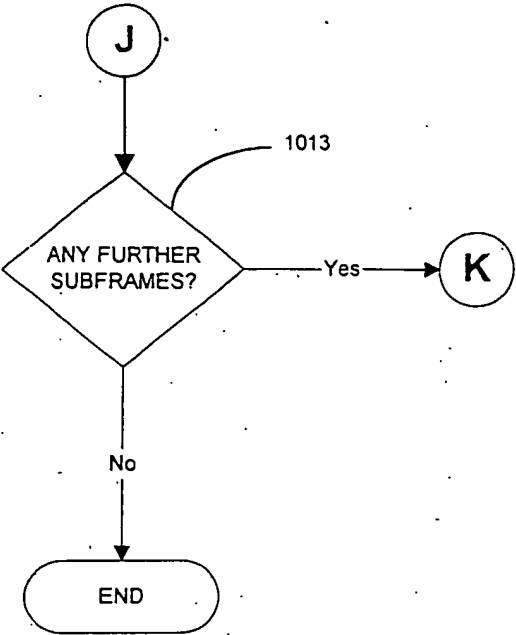 J
1013
ANY FURTHER
SUBFRAMES?
Yes
K
No
END